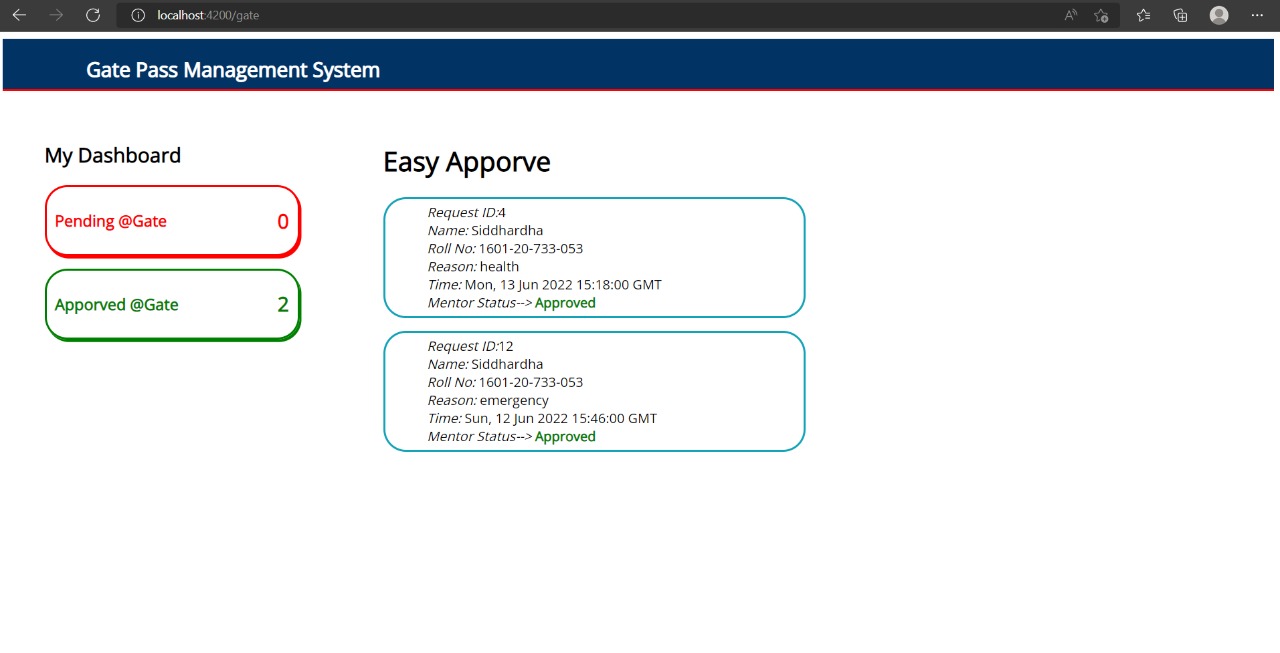 localhost:4200/gate
Gate Pass Management System
My Dashboard
Pending @Gate 0
Apporved @Gate 2
Easy Apporve
Request ID:4
Name: Siddhardha
Roll No: 1601-20-733-053
Reason: health
Time: Mon, 13 Jun 2022 15:18:00 GMT
Mentor Status--> Approved
Request ID:12
Name: Siddhardha
Roll No: 1601-20-733-053
Reason: emergency
Time: Sun, 12 Jun 2022 15:46:00 GMT
Mentor Status--> Approved